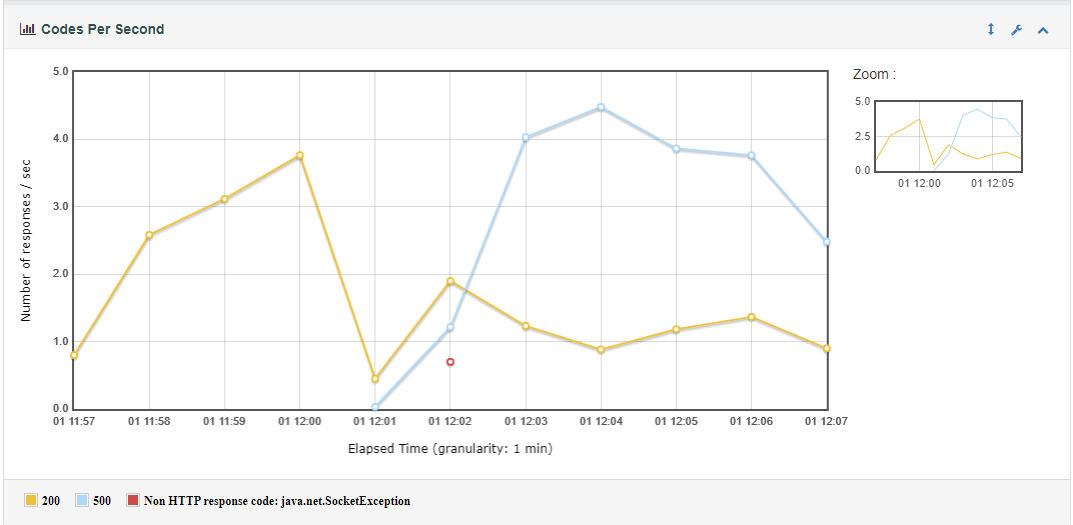 Codes Per Second
Number of responses / sec
5.0
4.0
3.0
2.0
1.0
0.0
01 11:57 01 11:58 01 11:59 01 12:00 01 12:01 01 12:02 01 12:03 01 12:04 01 12:05 01 12:06 01 12:07
Elapsed Time (granularity: 1 min)
Zoom :
5.0
2.5
0.0
01 12:00 01 12:05
200 500 Non HTTP response code: java.net.SocketException